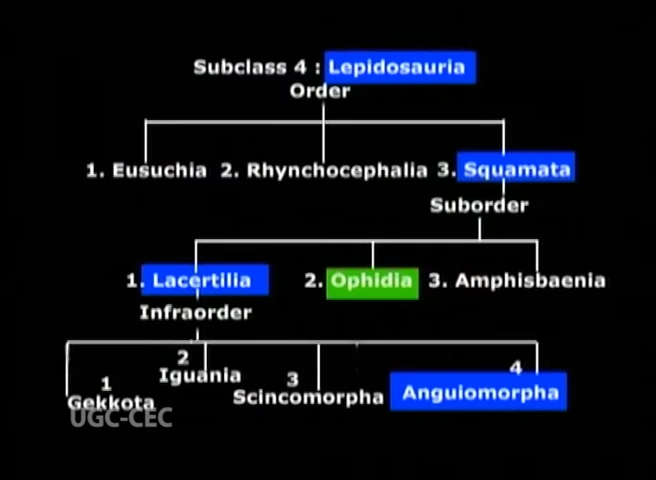 Subclass 4 : Lepidosauria
Order
1. Eusuchia 2. Rhynchocephalia 3. Squamata
Suborder
1. Lacertilia 2. Ophidia 3. Amphisbaenia
Infraorder
1 Gekkota
2 Iguania
3 Scincomorpha
4 Anguiomorpha
UGC-CEC